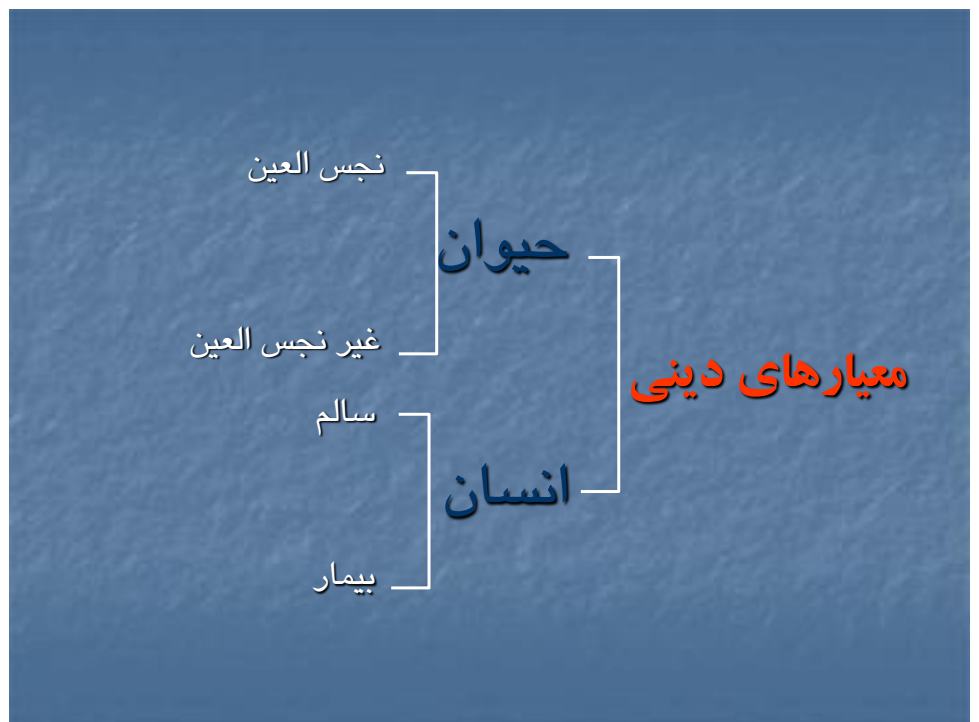 معیارهای دینی
حیوان
نجس العین
غیر نجس العین
انسان
سالم
بیمار